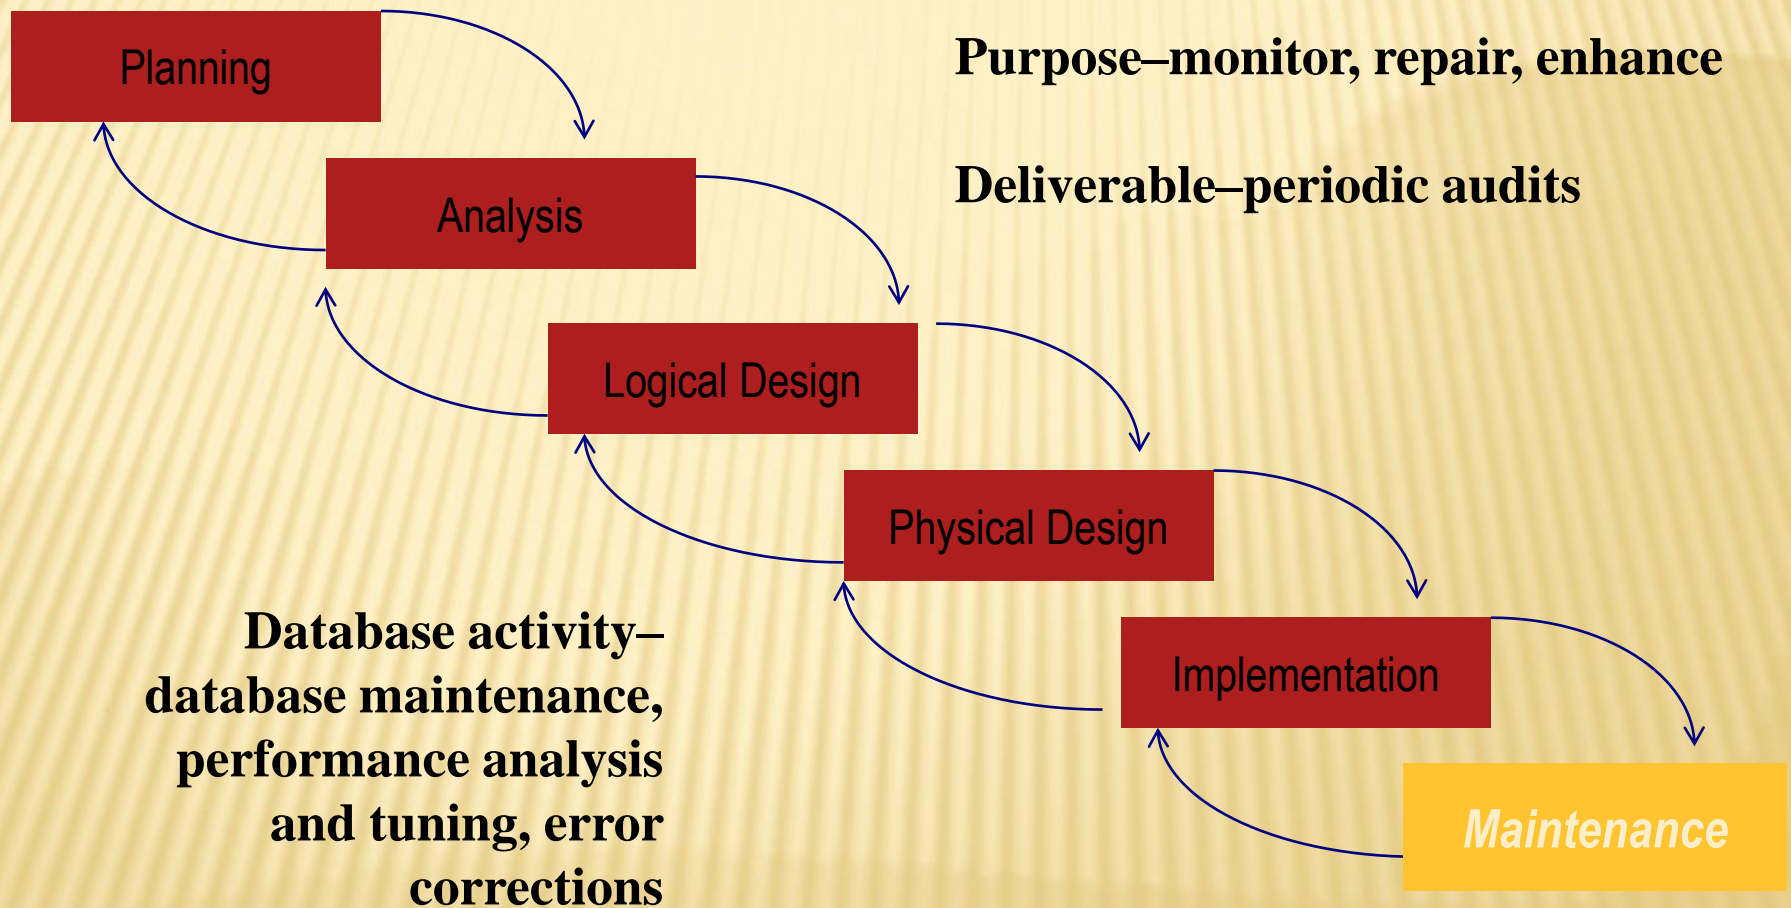 Planning
Purpose–monitor, repair, enhance
Deliverable–periodic audits
Analysis
Logical Design
Physical Design
Implementation
Maintenance
Database activity–
database maintenance,
performance analysis
and tuning, error
corrections